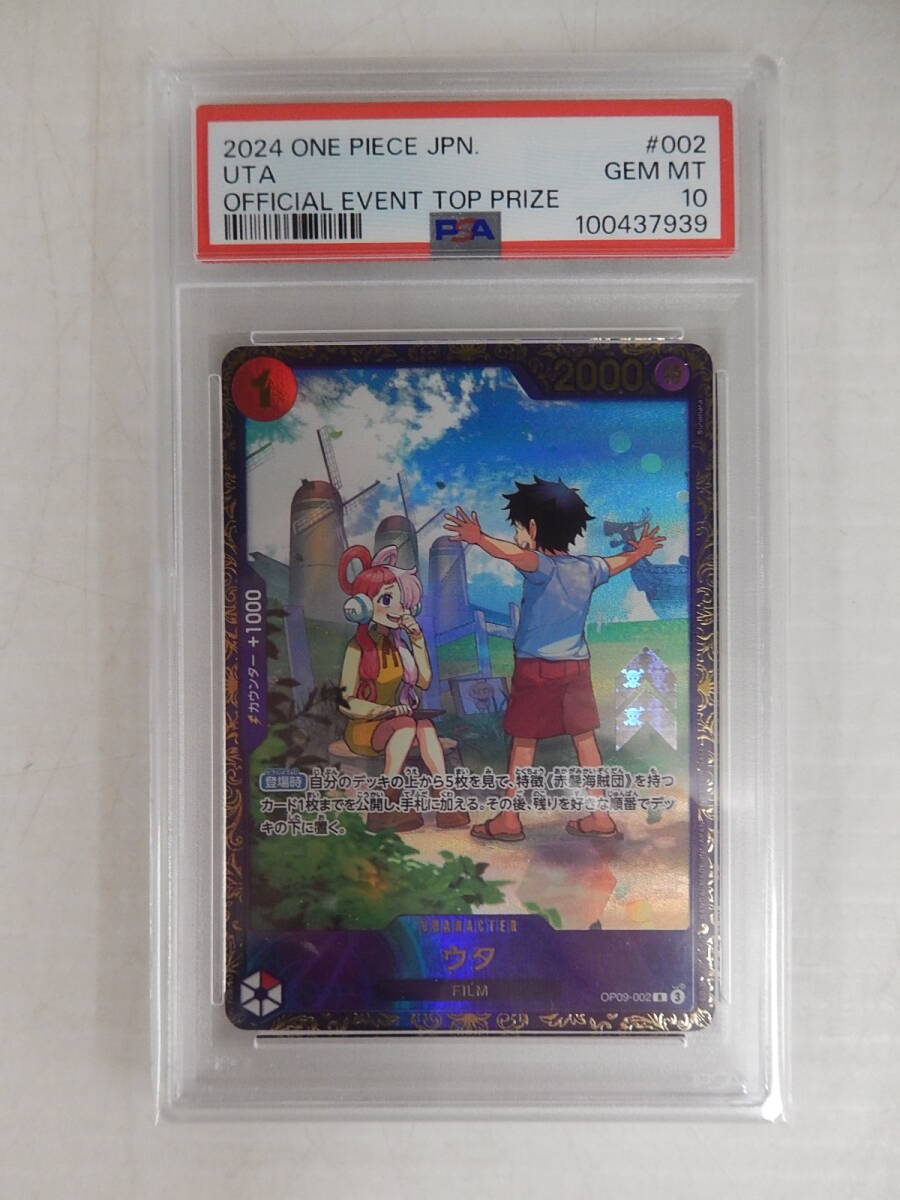 2024 ONE PIECE JPN. #002
UTA GEM MT
OFFICIAL EVENT TOP PRIZE 10
PSA 100437939
1
2000
カウンター +1000
登場時 自分のデッキの上から5枚を見て、特徴《赤髪海賊団》を持つ
カード1枚までを公開し、手札に加える。その後、残りを好きな順番でデッ
キの下に置く。
CHARACTER
ウタ
FILM
OP09-002 R 3